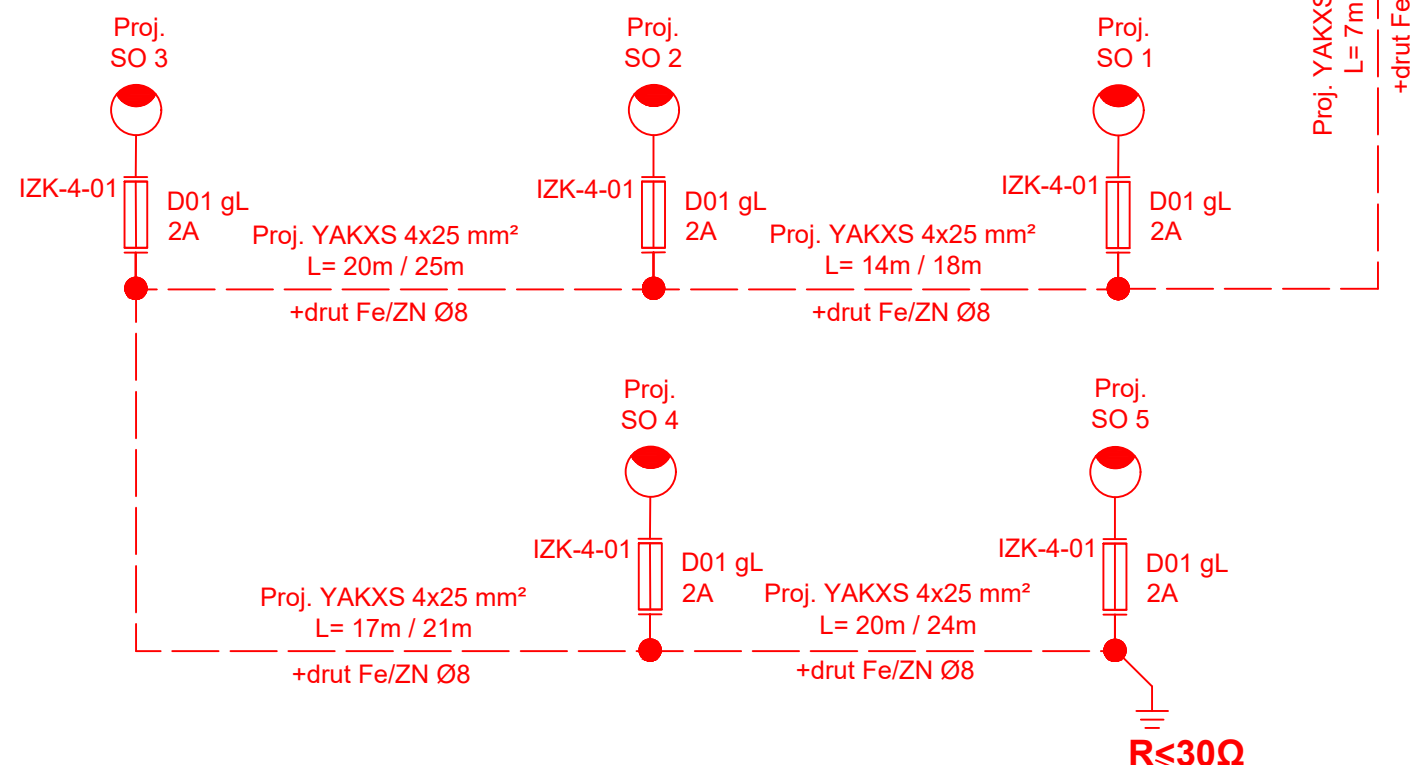 Proj.
SO 3
Proj.
SO 2
Proj.
SO 1
Proj. YAKXS
L= 7m
+drut Fe
IZK-4-01
D01 gL
2A
IZK-4-01
D01 gL
2A
IZK-4-01
D01 gL
2A
Proj. YAKXS 4x25 mm²
L= 20m / 25m
+drut Fe/ZN Ø8
Proj. YAKXS 4x25 mm²
L= 14m / 18m
+drut Fe/ZN Ø8
Proj.
SO 4
Proj.
SO 5
IZK-4-01
D01 gL
2A
IZK-4-01
D01 gL
2A
Proj. YAKXS 4x25 mm²
L= 17m / 21m
+drut Fe/ZN Ø8
Proj. YAKXS 4x25 mm²
L= 20m / 24m
+drut Fe/ZN Ø8
R≤30Ω